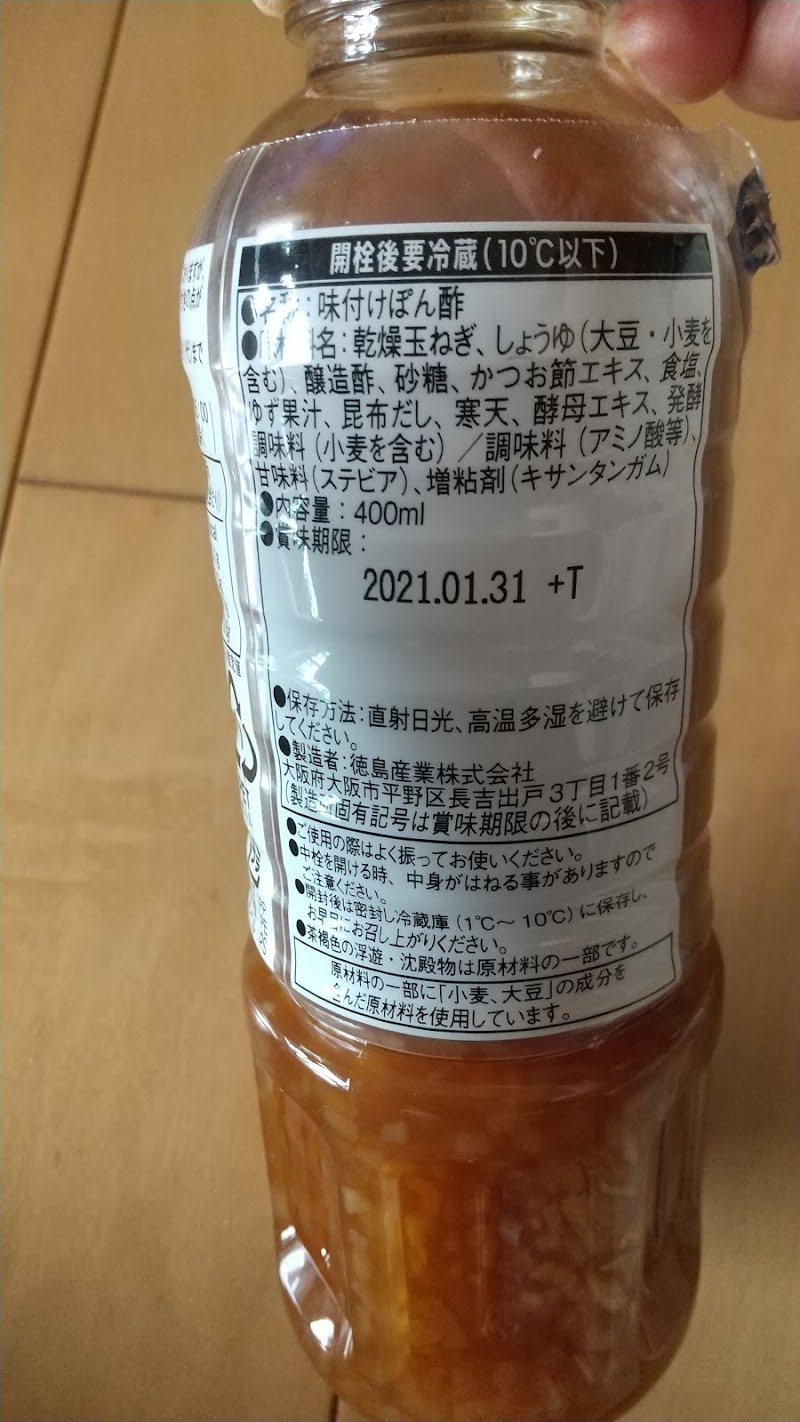 開栓後要冷蔵(10℃以下)
名称:味付けぽん酢
名:乾燥玉ねぎ、しょうゆ(大豆・小麦を
含む)、醸造酢、砂糖、かつお節エキス、食塩、
ゆず果汁、昆布だし、寒天、酵母エキス、発酵
調味料(小麦を含む)/調味料(アミノ酸等)、
甘味料(ステビア)、増粘剤(キサンタンガム)
●内容量:400ml
●賞味期限:
2021.01.31 +T
●保存方法:直射日光、高温多湿を避けて保存
してください。
●製造者:徳島産業株式会社
大阪府大阪市平野区長吉出戸3丁目1番2号
(製造所固有記号は賞味期限の後に記載)
●ご使用の際はよく振ってお使いください。
●中栓を開ける時、中身がはねる事がありますので
ご注意ください。
●開封後は密封し冷蔵庫(1℃~10℃)に保存し、
お早目にお召し上がりください。
●茶褐色の浮遊・沈殿物は原材料の一部です。
原材料の一部に「小麦、大豆」の成分を
含んだ原材料を使用しています。